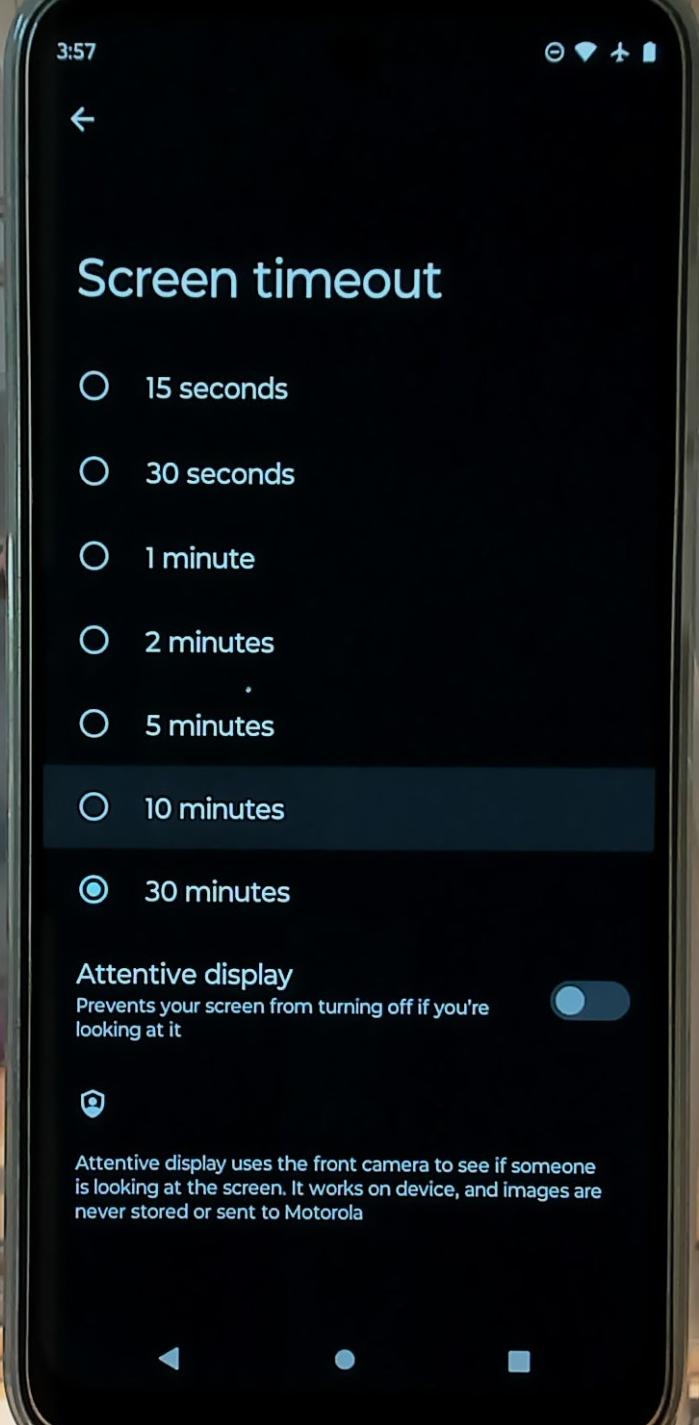 3:57
Screen timeout
15 seconds
30 seconds
1 minute
2 minutes
5 minutes
10 minutes
30 minutes
Attentive display
Prevents your screen from turning off if you're
looking at it
Attentive display uses the front camera to see if someone
is looking at the screen. It works on device, and images are
never stored or sent to Motorola